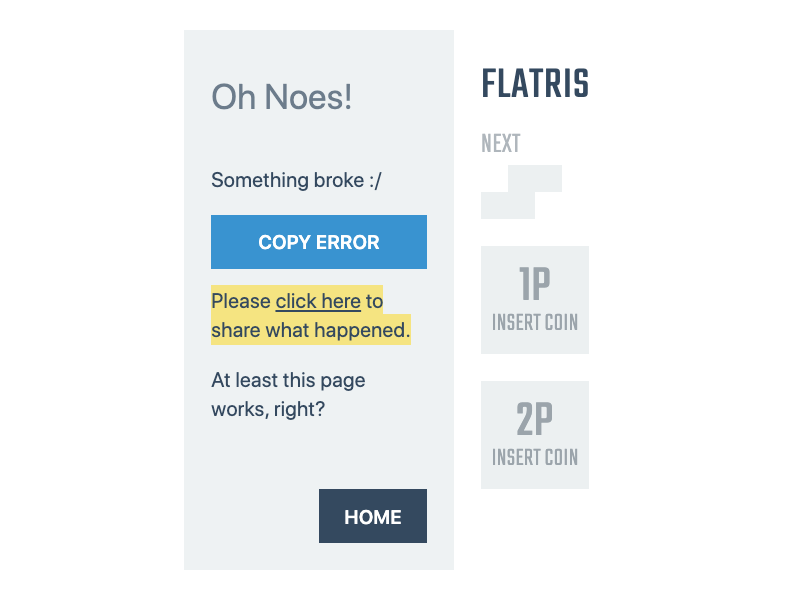 Oh Noes!
Something broke :/
COPY ERROR
Please click here to
share what happened.
At least this page
works, right?
HOME
FLATRIS
NEXT
1P
INSERT COIN
2P
INSERT COIN